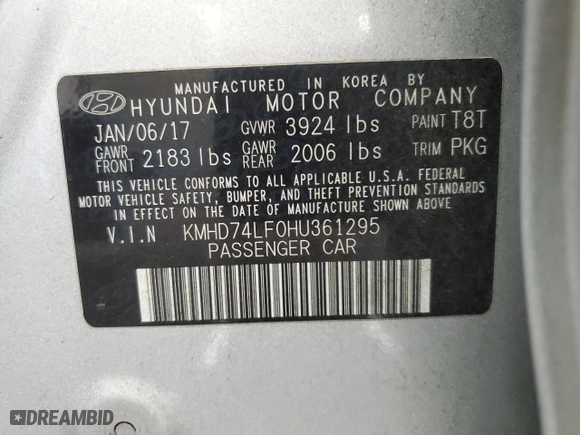 MANUFACTURED IN KOREA BY
HYUNDAI MOTOR COMPANY
JAN/06/17 GVWR 3924 lbs PAINT T8T
GAWR FRONT 2183 lbs GAWR REAR 2006 lbs TRIM PKG
THIS VEHICLE CONFORMS TO ALL APPLICABLE U.S.A. FEDERAL
MOTOR VEHICLE SAFETY, BUMPER, AND THEFT PREVENTION STANDARDS
IN EFFECT ON THE DATE OF MANUFACTURE SHOWN ABOVE
V.I.N KMHD74LF0HU361295
PASSENGER CAR
DREAMBID